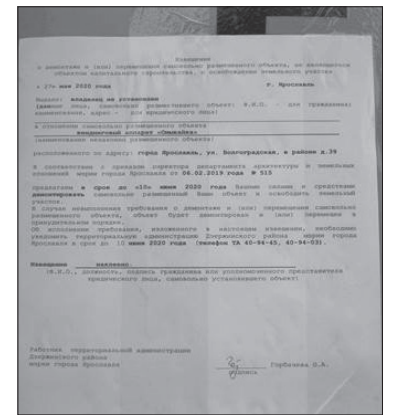 Извещение
о демонтаже и (или) перемещении самовольно размещенного объекта, не являющегося
объектом капитального строительства, и освобождении земельного участка
«27» мая 2020 года г. Ярославль
Выдано: владелец не установлен
(данные лица, самовольно разместившего объект: Ф.И.О. - для гражданина;
наименование, адрес - для юридического лица)
в отношении самовольно размещенного объекта
вендинговый аппарат
(наименование незаконно размещенного объекта)
расположенного по адресу: город Ярославль, ул. Волгоградская, в районе д.39
В соответствии с приказом директора департамента архитектуры и земельных
отношений мэрии города Ярославля от 04.02.2019 года № 515
предлагаем в срок до «10» июня 2020 года Вашими силами и средствами
демонтировать самовольно размещенный Вами объект и освободить земельный
участок.
В случае невыполнения требования о демонтаже и (или) перемещении самовольно
размещенного объекта, объект будет демонтирован и (или) перемещен в
принудительном порядке.
Об исполнении требования, изложенного в настоящем извещении, необходимо
уведомить территориальную администрацию Дзержинского района мэрии города
Ярославля в срок до 10 июня 2020 года (телефон ТА 40-94-45, 40-94-03).
Извещение наклеено.
(Ф.И.О., должность, подпись гражданина или уполномоченного представителя
юридического лица, самовольно установившего объект)
Работник территориальной администрации
Дзержинского района
мэрии города Ярославля Горбачева О.А.
подпись